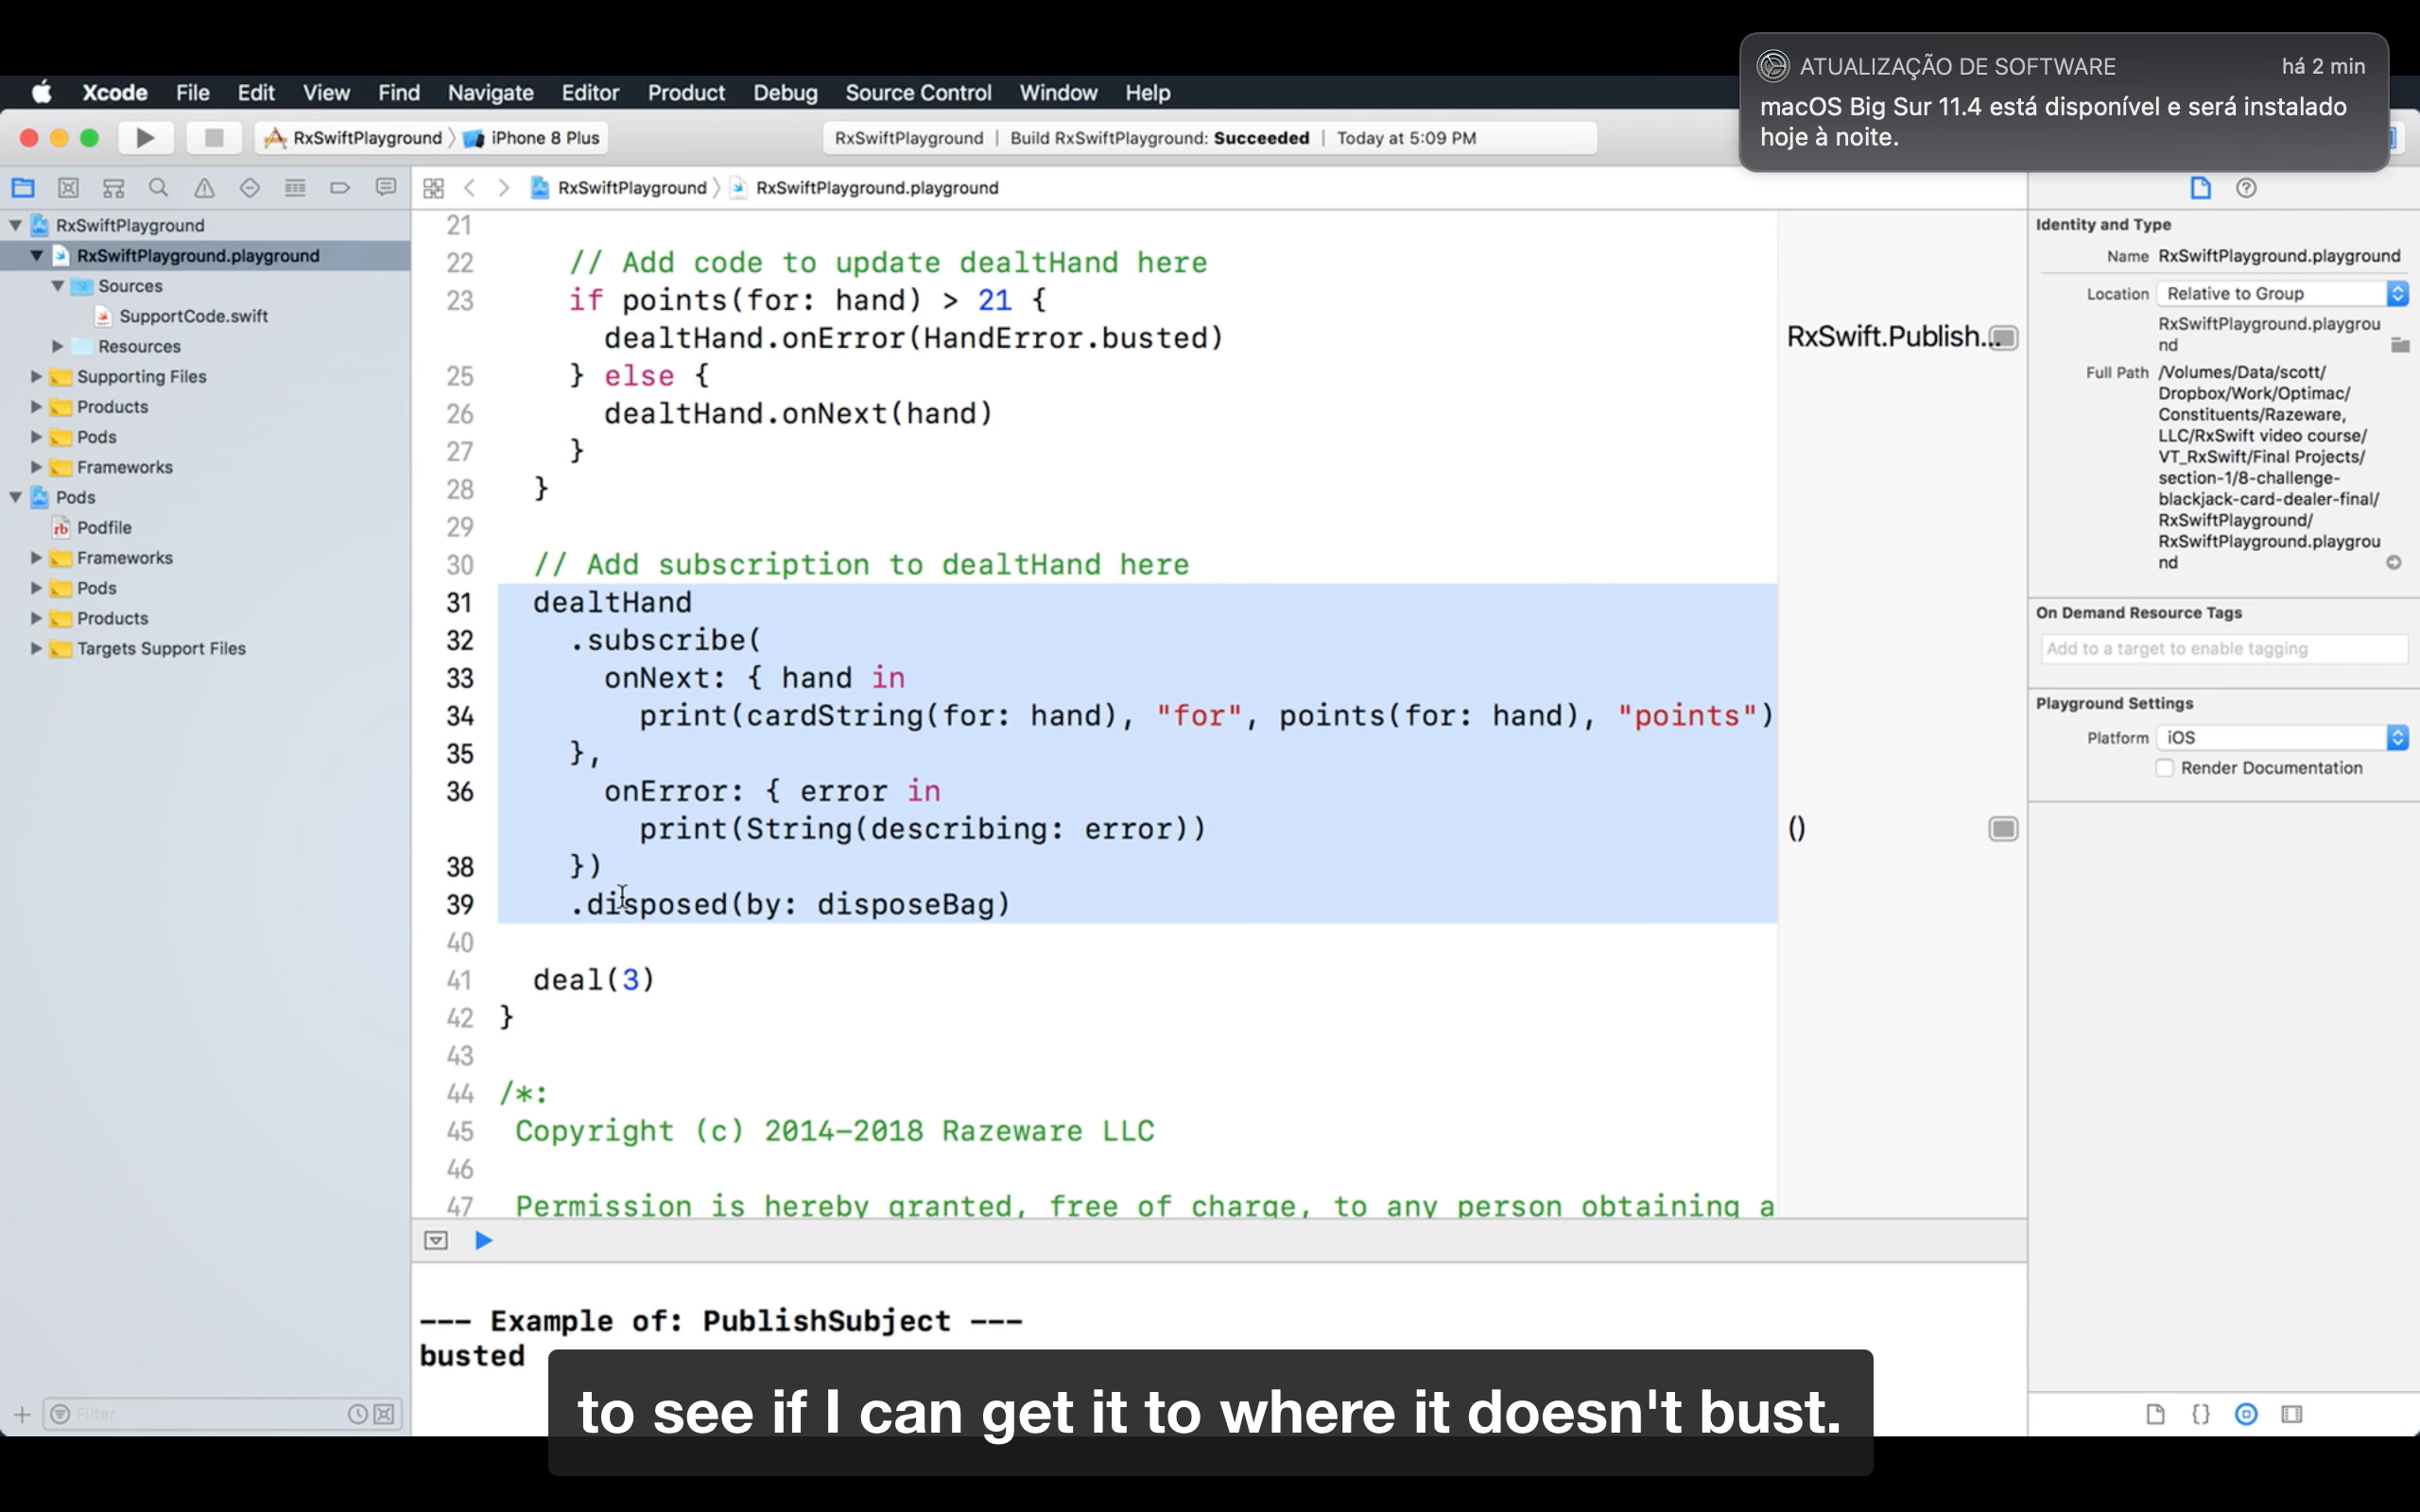 ATUALIZAÇÃO DE SOFTWARE há 2 min
macOS Big Sur 11.4 está disponível e será instalado
hoje à noite.
Xcode File Edit View Find Navigate Editor Product Debug Source Control Window Help
RxSwiftPlayground iPhone 8 Plus
RxSwiftPlayground | Build RxSwiftPlayground: Succeeded | Today at 5:09 PM
RxSwiftPlayground
RxSwiftPlayground.playground
Sources
SupportCode.swift
Resources
Supporting Files
Products
Pods
Frameworks
Pods
Podfile
Frameworks
Pods
Products
Targets Support Files
Filter
RxSwiftPlayground RxSwiftPlayground.playground
21
22 // Add code to update dealtHand here
23 if points(for: hand) > 21 {
dealtHand.onError(HandError.busted)
25 } else {
26 dealtHand.onNext(hand)
27 }
28 }
29
30 // Add subscription to dealtHand here
31 dealtHand
32 .subscribe(
33 onNext: { hand in
34 print(cardString(for: hand), "for", points(for: hand), "points")
35 },
36 onError: { error in
print(String(describing: error))
38 })
39 .disposed(by: disposeBag)
40
41 deal(3)
42 }
43
44 /*:
45 Copyright (c) 2014-2018 Razeware LLC
46
47 Permission is hereby granted, free of charge, to any person obtaining a
RxSwift.Publish...
()
--- Example of: PublishSubject ---
busted
to see if I can get it to where it doesn't bust.
Identity and Type
Name RxSwiftPlayground.playground
Location Relative to Group
RxSwiftPlayground.playgrou
nd
Full Path /Volumes/Data/scott/
Dropbox/Work/Optimac/
Constituents/Razeware,
LLC/RxSwift video course/
VT_RxSwift/Final Projects/
section-1/8-challenge-
blackjack-card-dealer-final/
RxSwiftPlayground/
RxSwiftPlayground.playgrou
nd
On Demand Resource Tags
Add to a target to enable tagging
Playground Settings
Platform iOS
Render Documentation